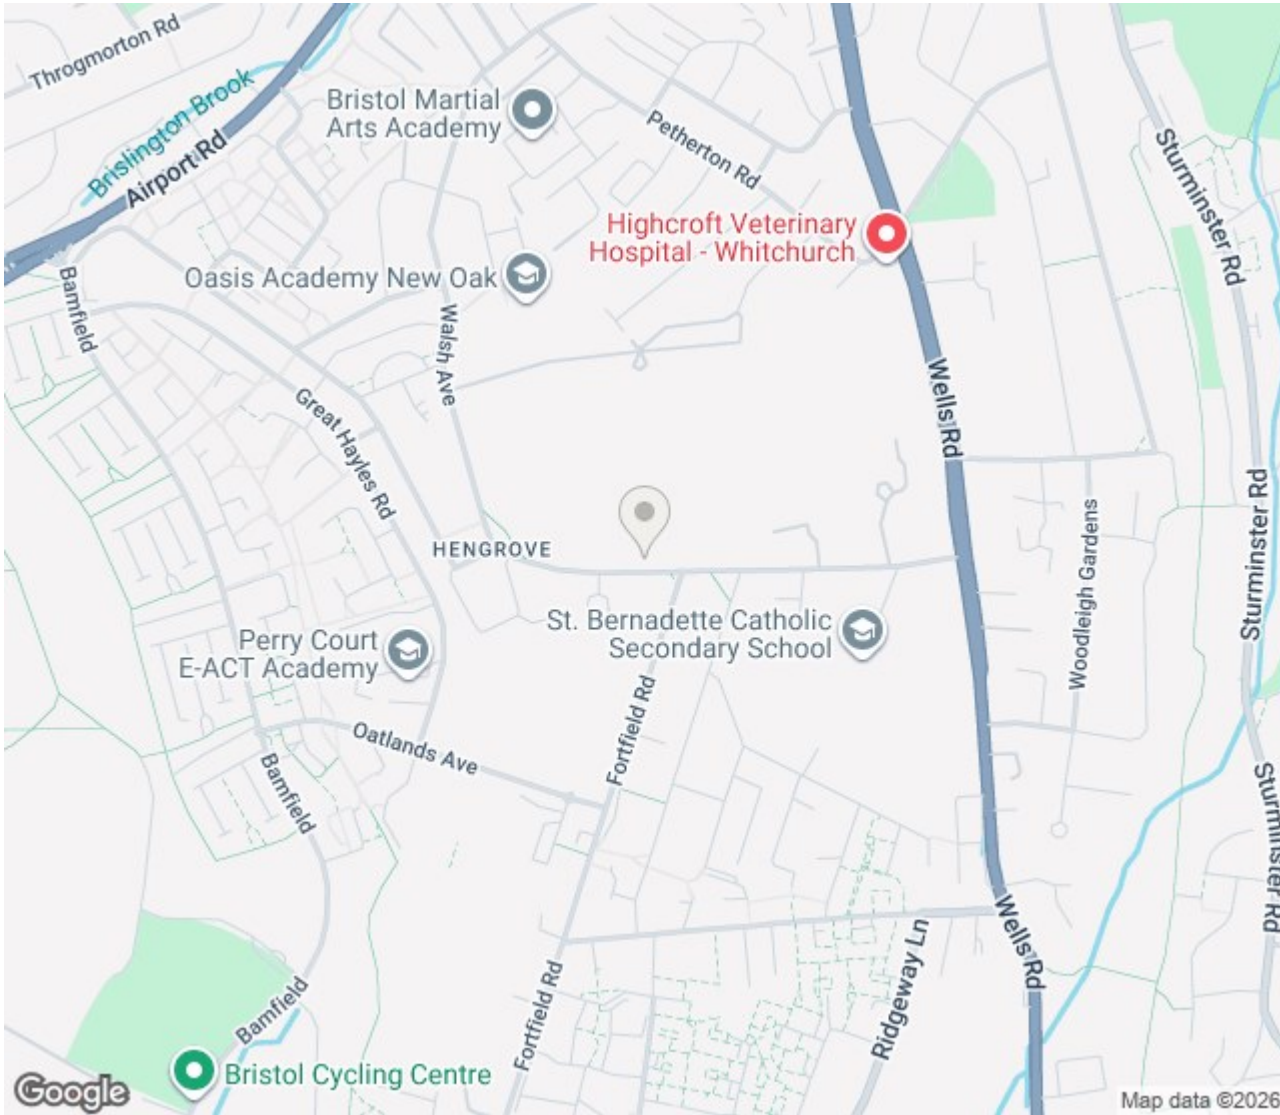 Throgmorton Rd
Brislington Brook
Airport Rd
Bristol Martial
Arts Academy
Petherton Rd
Sturminster Rd
Highcroft Veterinary
Hospital - Whitchurch
Oasis Academy New Oak
Bamfield
Walsh Ave
Wells Rd
Great Hayles Rd
HENGROVE
Sturminster Rd
Woodleigh Gardens
St. Bernadette Catholic
Secondary School
Perry Court
E-ACT Academy
Fortfield Rd
Oatlands Ave
Bamfield
Sturminster Rd
Wells Rd
Ridgeway Ln
Fortfield Rd
Bamfield
Bristol Cycling Centre
Google
Map data ©2026